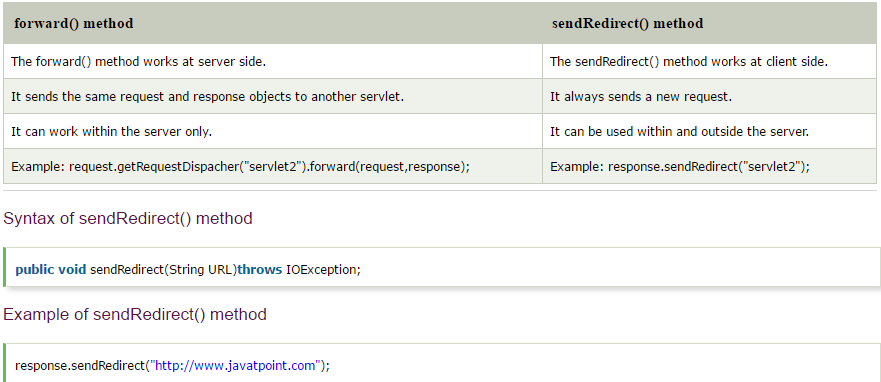 forward() method sendRedirect() method
The forward() method works at server side. The sendRedirect() method works at client side.
It sends the same request and response objects to another servlet. It always sends a new request.
It can work within the server only. It can be used within and outside the server.
Example: request.getRequestDispacher("servlet2").forward(request,response); Example: response.sendRedirect("servlet2");
Syntax of sendRedirect() method
public void sendRedirect(String URL)throws IOException;
Example of sendRedirect() method
response.sendRedirect("http://www.javatpoint.com");